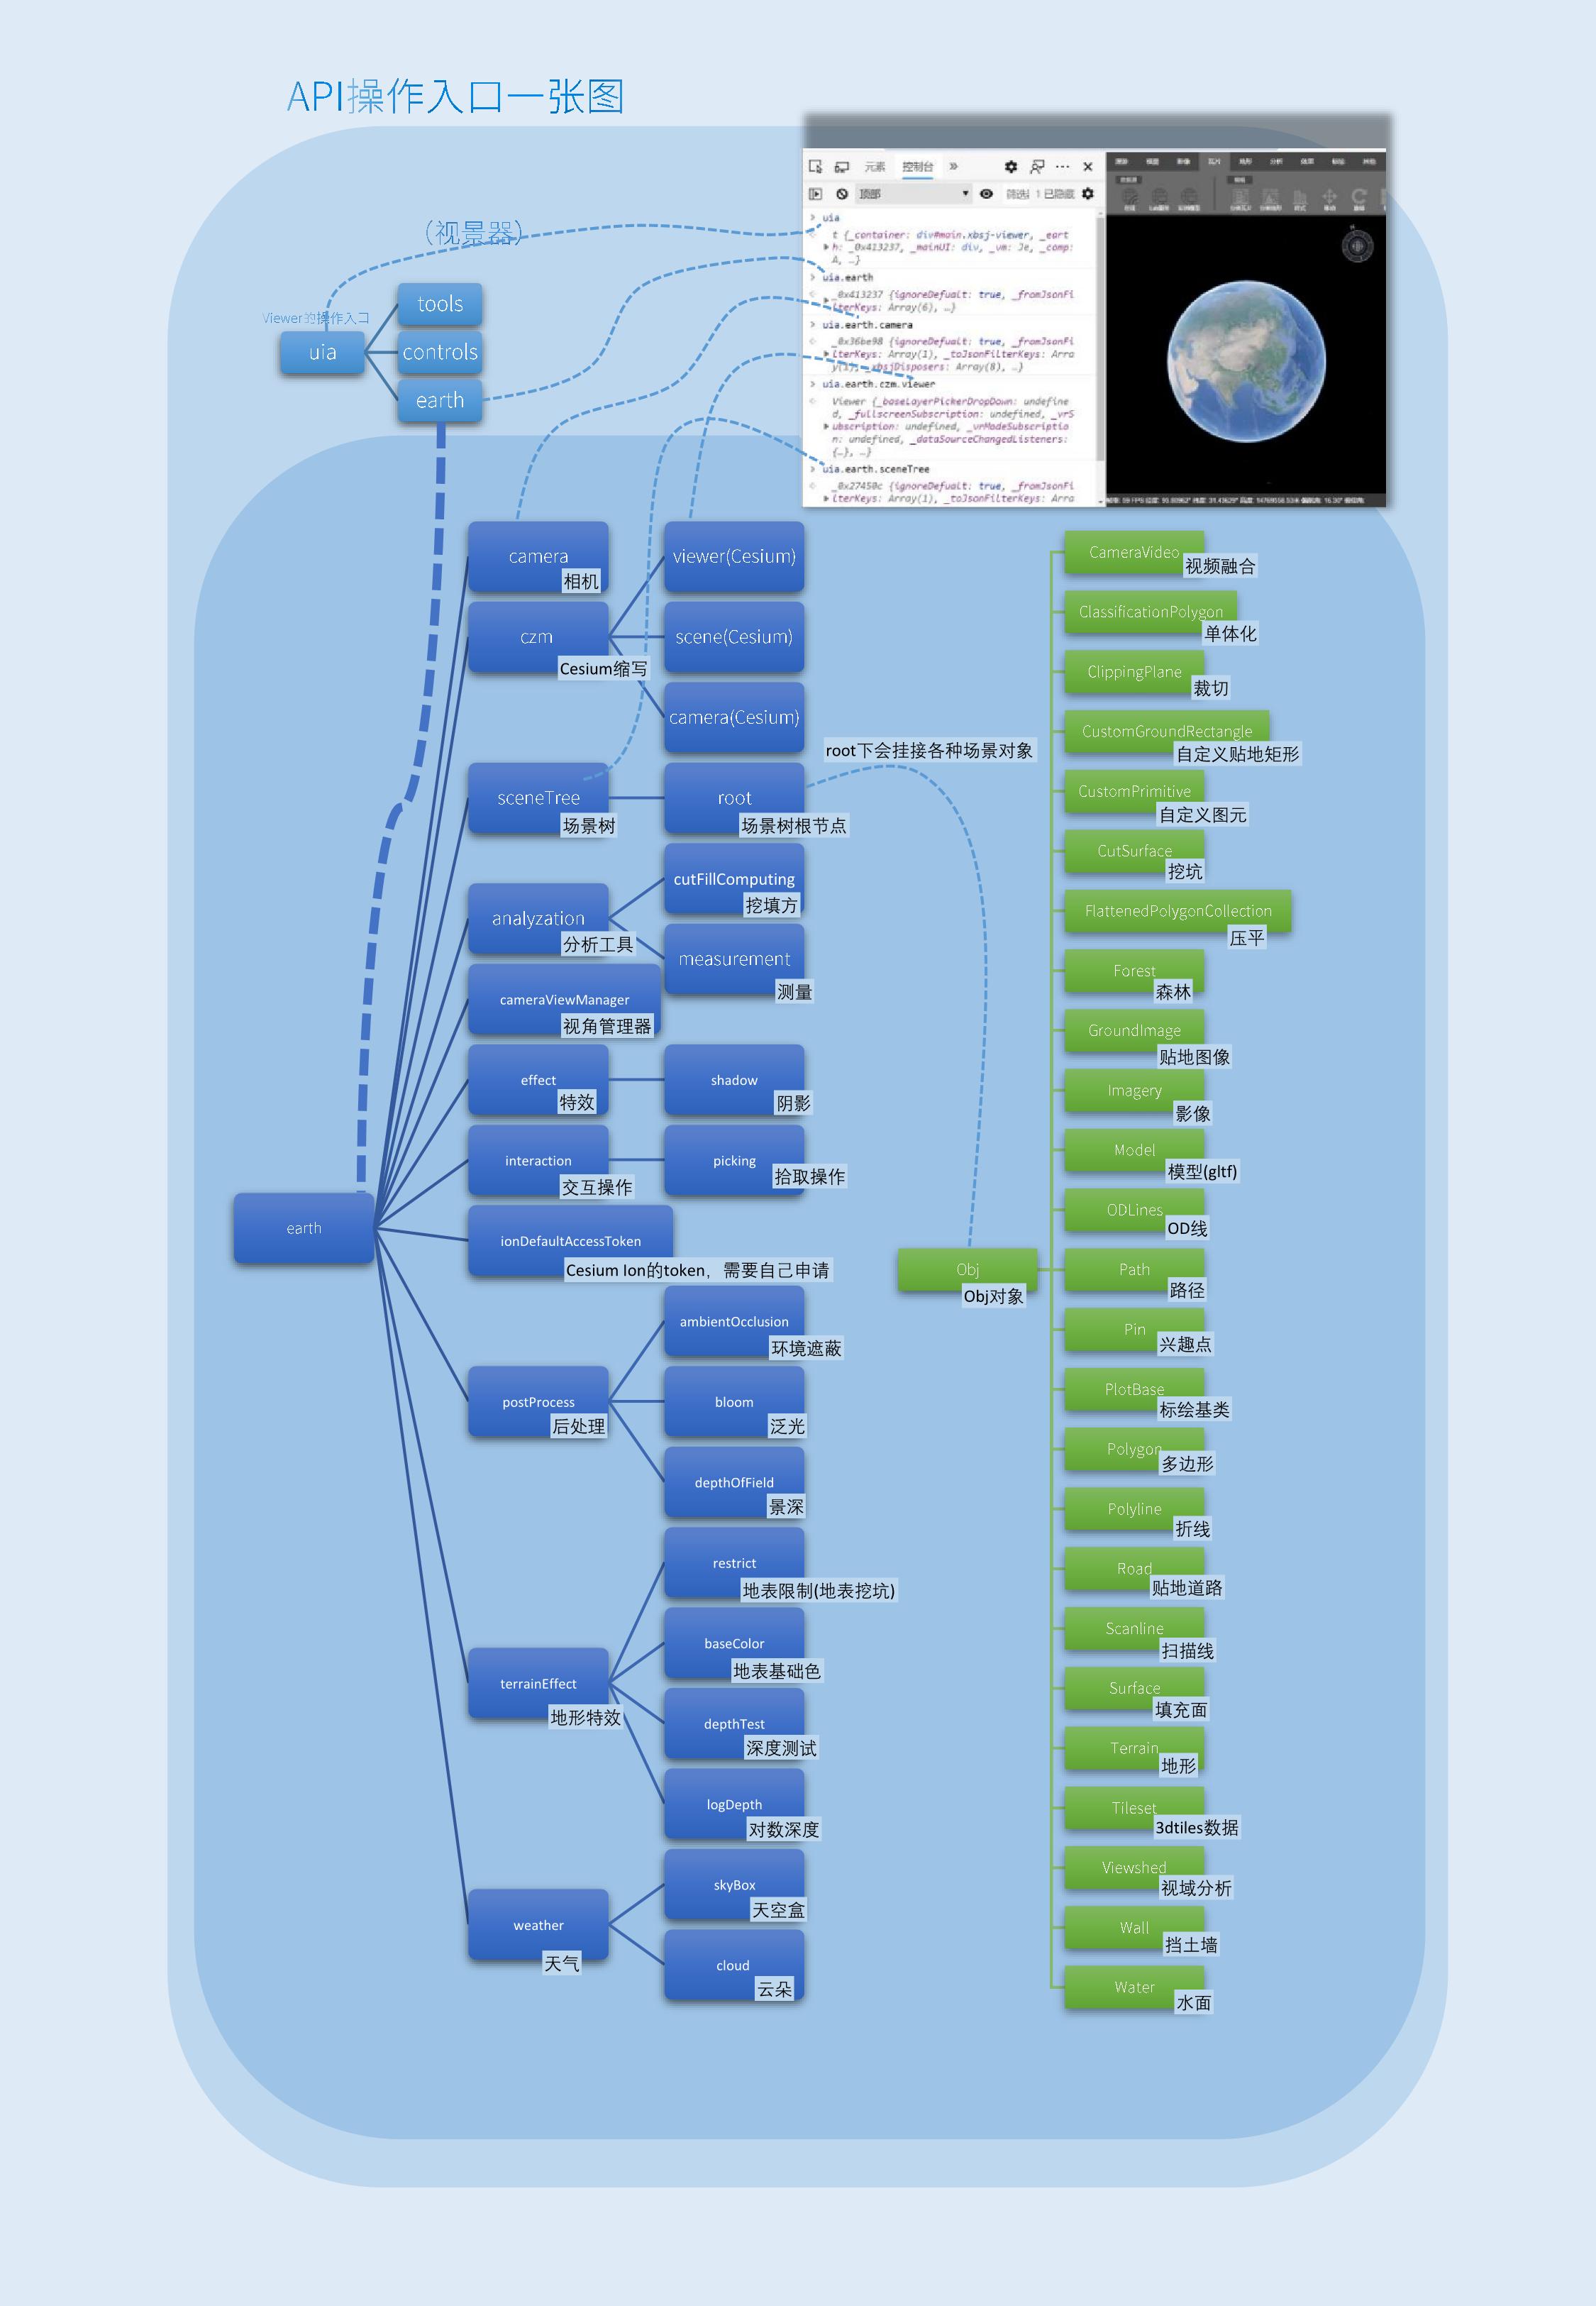 API操作入口一张图
（视景器）
Viewer的操作入口
uia
tools
controls
earth
元素
控制台
»
顶部
筛选
1 已隐藏
> uia
t {_container: div#main.xbsj-viewer, _eart
h: _0x413237, _mainUI: div, _vm: Je, _comp:
A, …}
> uia.earth
_0x413237 {ignoreDefualt: true, _fromJsonFi
lterKeys: Array(6), …}
> uia.earth.camera
_0x36be98 {ignoreDefualt: true, _fromJsonFi
lterKeys: Array(1), _toJsonFilterKeys: Arra
y(1), _xbsjDisposers: Array(8), …}
> uia.earth.czm.viewer
Viewer {_baseLayerPickerDropDown: undefine
d, _fullscreenSubscription: undefined, _vrS
ubscription: undefined, _vrModeSubscriptio
n: undefined, _dataSourceChangedListeners:
{…}, …}
> uia.earth.sceneTree
_0x27450c {ignoreDefualt: true, _fromJsonFi
lterKeys: Array(1), _toJsonFilterKeys: Arra
earth
camera
相机
czm
Cesium缩写
viewer(Cesium)
scene(Cesium)
camera(Cesium)
sceneTree
场景树
root
场景树根节点
root下会挂接各种场景对象
analyzation
分析工具
cutFillComputing
挖填方
measurement
测量
cameraViewManager
视角管理器
effect
特效
shadow
阴影
interaction
交互操作
picking
拾取操作
ionDefaultAccessToken
Cesium Ion的token，需要自己申请
postProcess
后处理
ambientOcclusion
环境遮蔽
bloom
泛光
depthOfField
景深
terrainEffect
地形特效
restrict
地表限制(地表挖坑)
baseColor
地表基础色
depthTest
深度测试
logDepth
对数深度
weather
天气
skyBox
天空盒
cloud
云朵
Obj
Obj对象
CameraVideo
视频融合
ClassificationPolygon
单体化
ClippingPlane
裁切
CustomGroundRectangle
自定义贴地矩形
CustomPrimitive
自定义图元
CutSurface
挖坑
FlattenedPolygonCollection
压平
Forest
森林
GroundImage
贴地图像
Imagery
影像
Model
模型(gltf)
ODLines
OD线
Path
路径
Pin
兴趣点
PlotBase
标绘基类
Polygon
多边形
Polyline
折线
Road
贴地道路
Scanline
扫描线
Surface
填充面
Terrain
地形
Tileset
3dtiles数据
Viewshed
视域分析
Wall
挡土墙
Water
水面